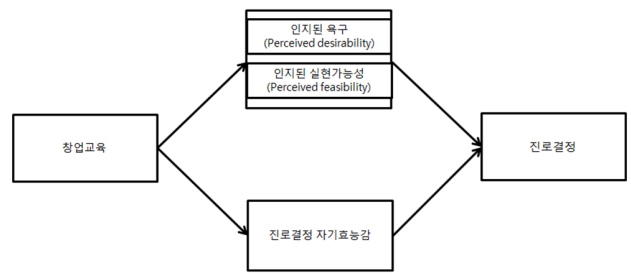 인지된 욕구
(Perceived desirability)
인지된 실현가능성
(Perceived feasibility)
창업교육
진로결정
진로결정 자기효능감